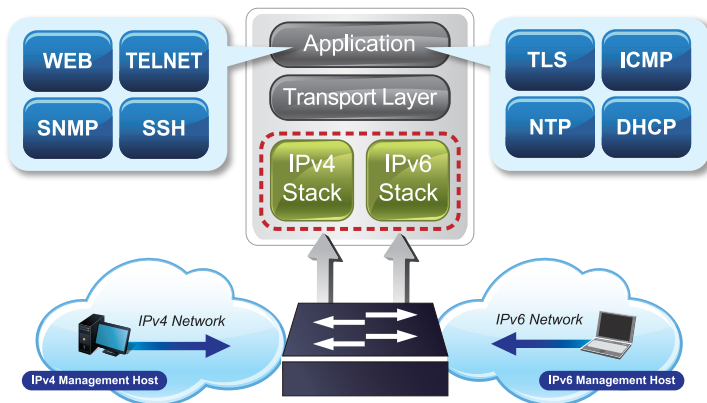 WEB
TELNET
SNMP
SSH
Application
Transport Layer
IPv4
Stack
IPv6
Stack
TLS
ICMP
NTP
DHCP
IPv4 Network
IPv4 Management Host
IPv6 Network
IPv6 Management Host